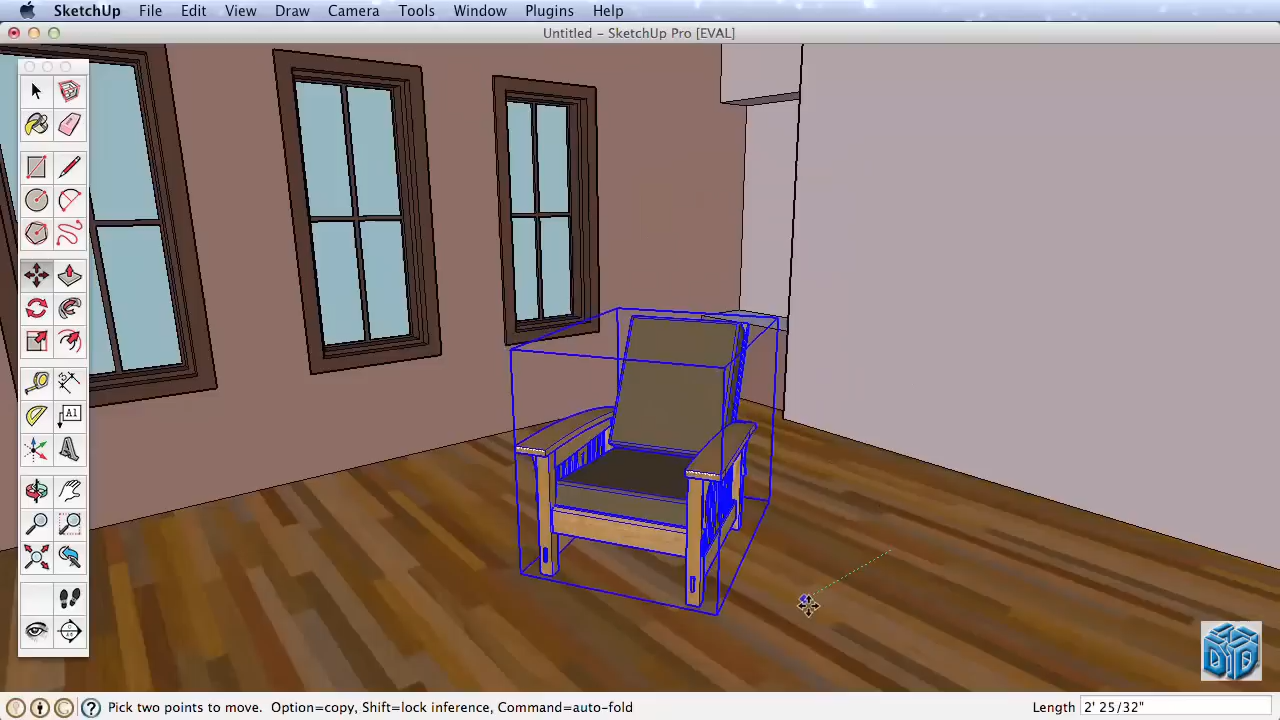 SketchUp File Edit View Draw Camera Tools Window Plugins Help
Untitled – SketchUp Pro [EVAL]
A1
Pick two points to move. Option=copy, Shift=lock inference, Command=auto-fold
Length 2' 25/32"